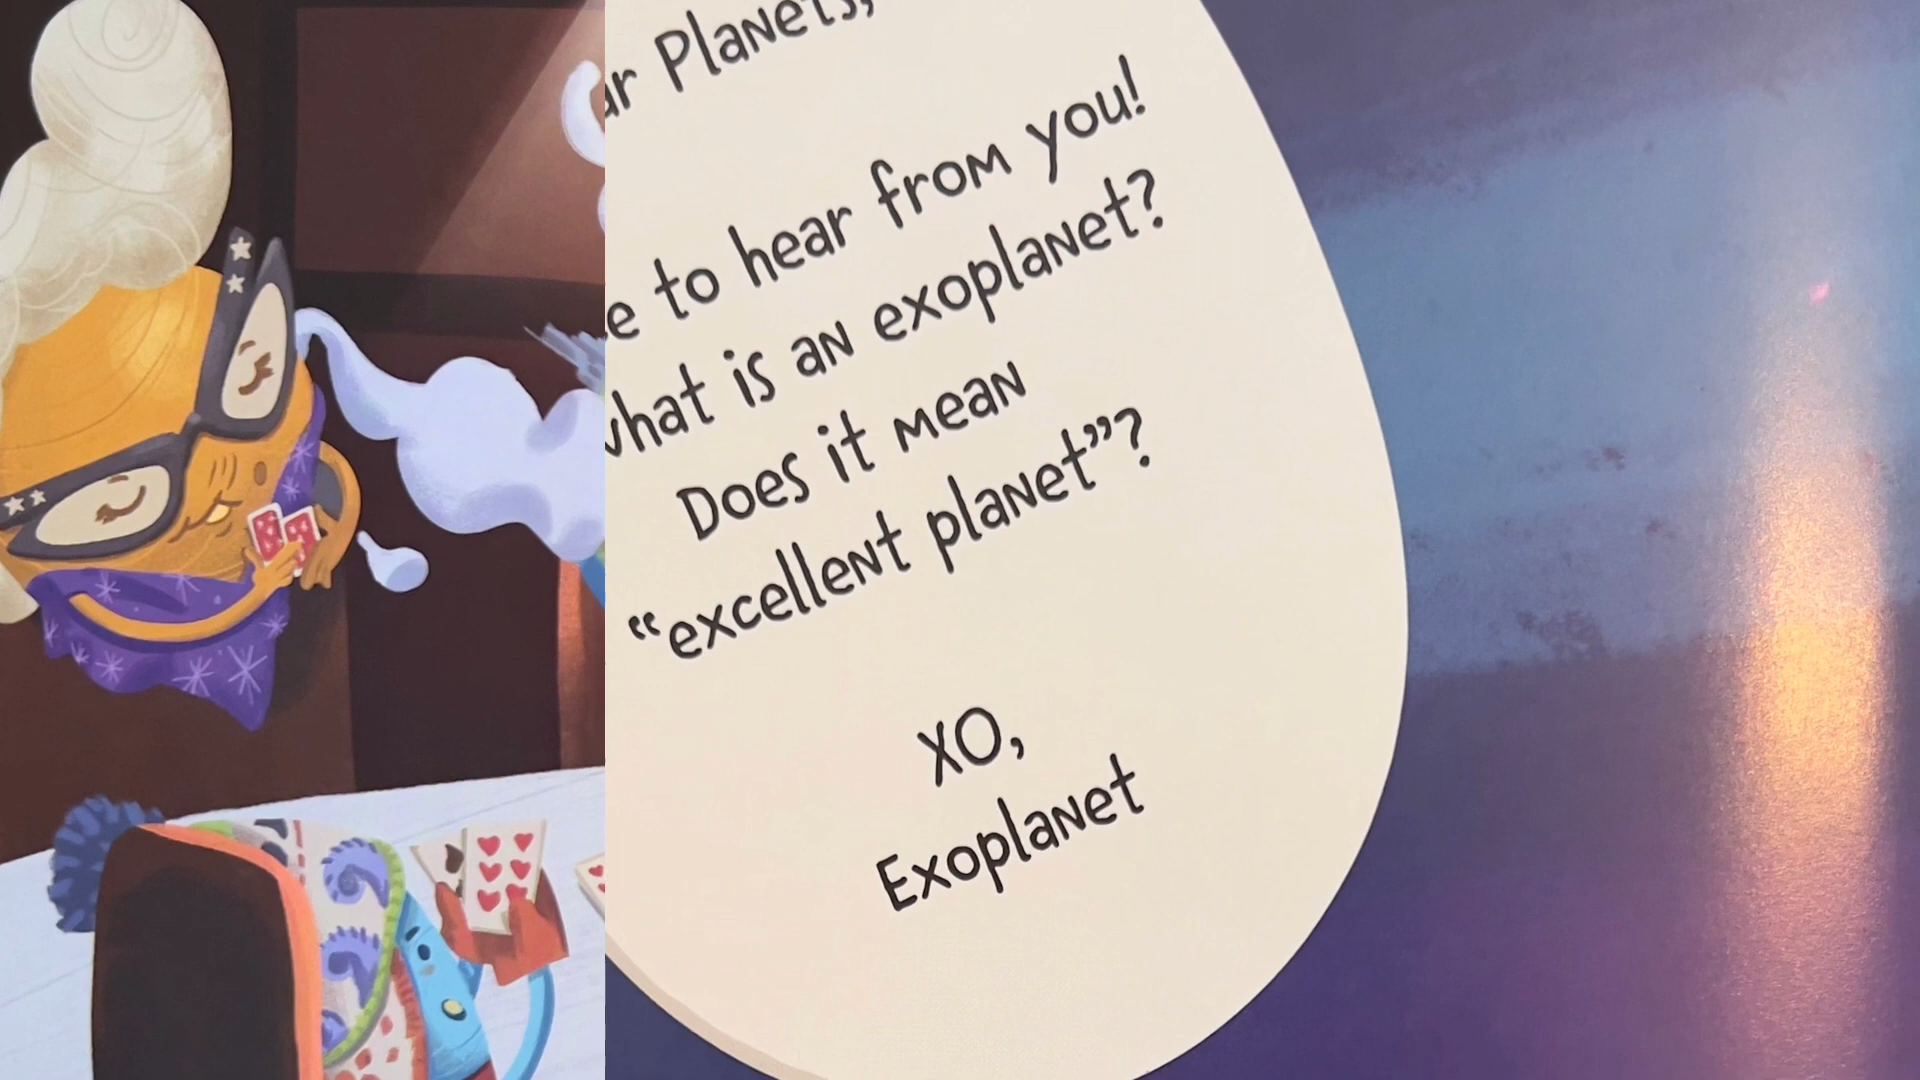 Planets,
to hear from you!
what is an exoplanet?
Does it mean
“excellent planet”?
XO,
Exoplanet